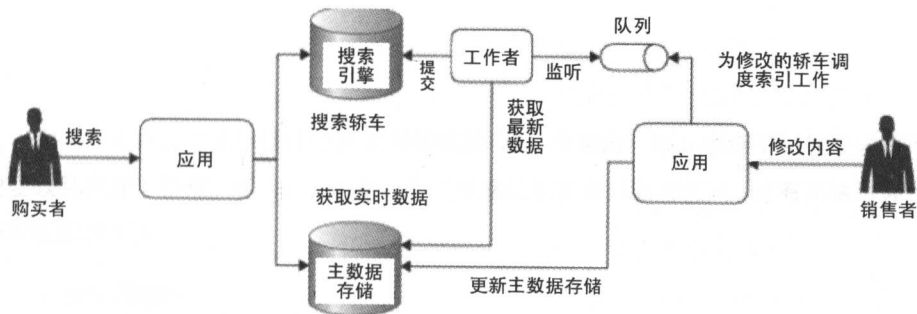 队列
搜索
引擎
提
交
工作者
监听
为修改的轿车调
度索引工作
搜索轿车
获取
最新
数据
搜索
应用
应用
修改内容
购买者
获取实时数据
销售者
主数据
存储
更新主数据存储